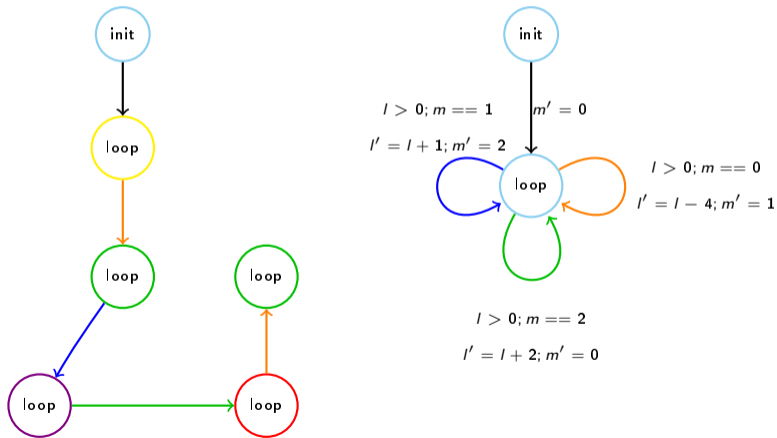 init
loop
loop
loop
loop
loop
init
l > 0; m == 1
m′ = 0
l′ = l + 1; m′ = 2
loop
l > 0; m == 0
l′ = l − 4; m′ = 1
l > 0; m == 2
l′ = l + 2; m′ = 0